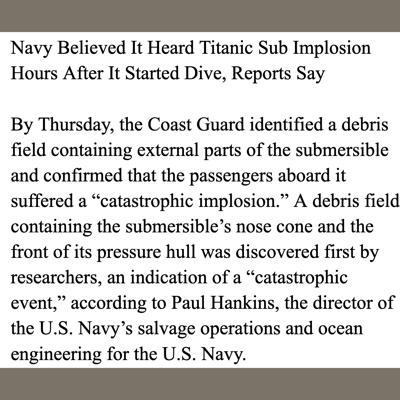 Navy Believed It Heard Titanic Sub Implosion
Hours After It Started Dive, Reports Say
By Thursday, the Coast Guard identified a debris
field containing external parts of the submersible
and confirmed that the passengers aboard it
suffered a “catastrophic implosion.” A debris field
containing the submersible’s nose cone and the
front of its pressure hull was discovered first by
researchers, an indication of a “catastrophic
event,” according to Paul Hankins, the director of
the U.S. Navy’s salvage operations and ocean
engineering for the U.S. Navy.